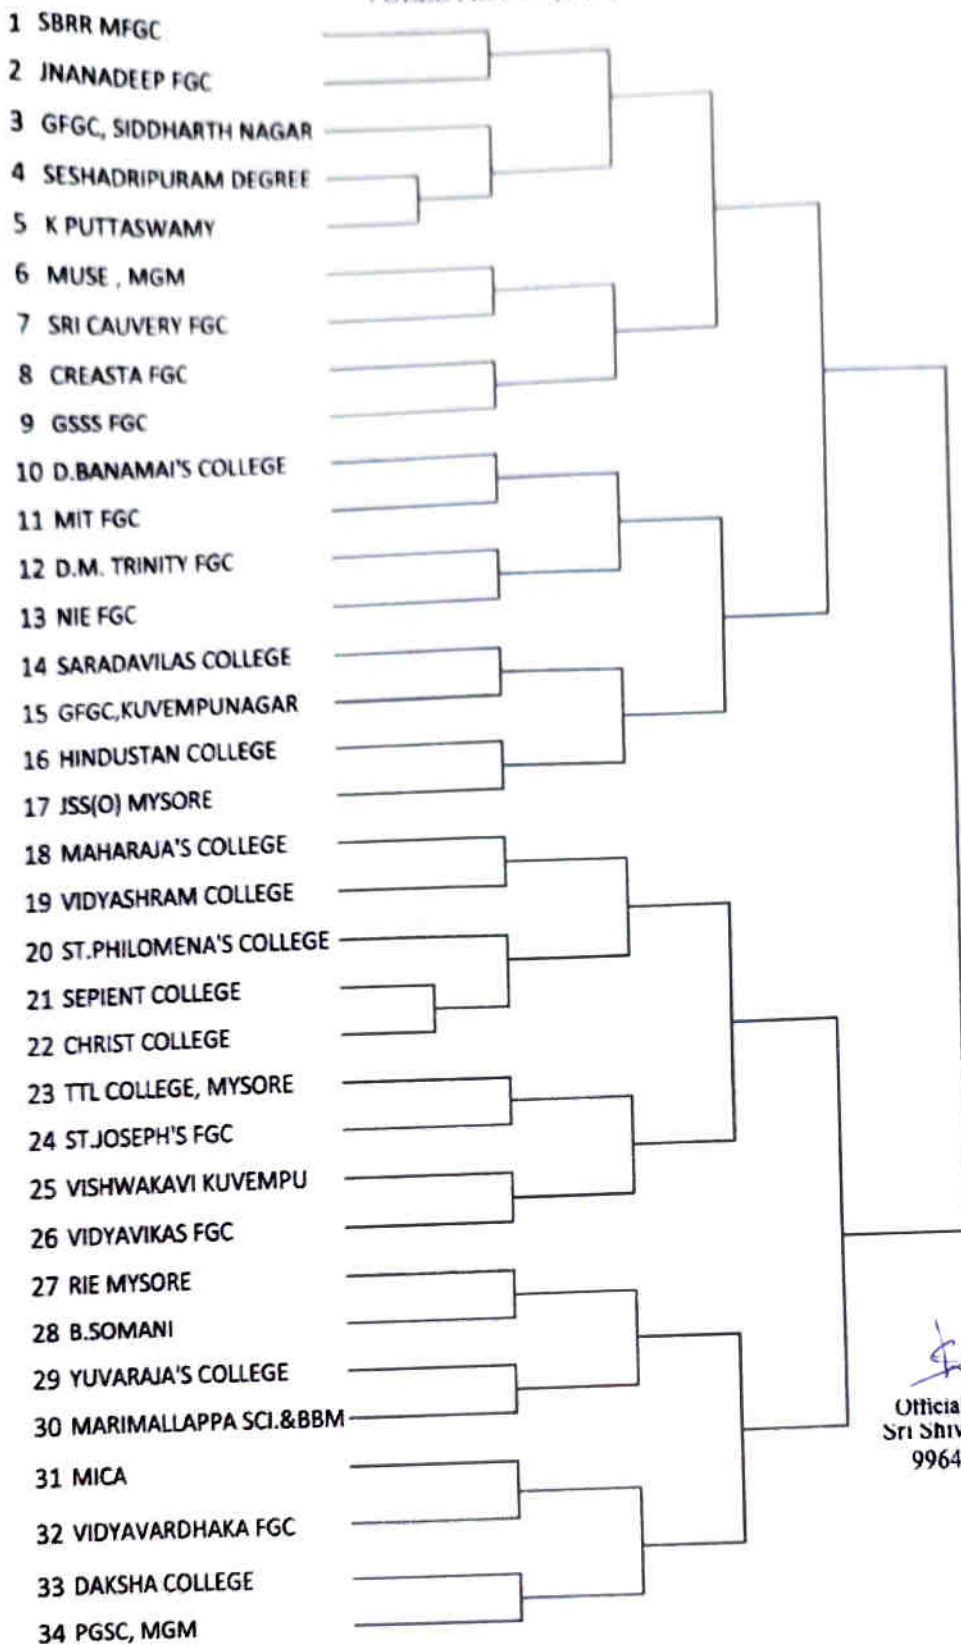 1 SBRR MFGC
2 JNANADEEP FGC
3 GFGC, SIDDHARTH NAGAR
4 SESHADRIPURAM DEGREE
5 K PUTTASWAMY
6 MUSE , MGM
7 SRI CAUVERY FGC
8 CREASTA FGC
9 GSSS FGC
10 D.BANAMAI'S COLLEGE
11 MIT FGC
12 D.M. TRINITY FGC
13 NIE FGC
14 SARADAVILAS COLLEGE
15 GFGC,KUVEMPUNAGAR
16 HINDUSTAN COLLEGE
17 JSS(O) MYSORE
18 MAHARAJA'S COLLEGE
19 VIDYASHRAM COLLEGE
20 ST.PHILOMENA'S COLLEGE
21 SEPIENT COLLEGE
22 CHRIST COLLEGE
23 TTL COLLEGE, MYSORE
24 ST.JOSEPH'S FGC
25 VISHWAKAVI KUVEMPU
26 VIDYAVIKAS FGC
27 RIE MYSORE
28 B.SOMANI
29 YUVARAJA'S COLLEGE
30 MARIMALLAPPA SCI.&BBM
31 MICA
32 VIDYAVARDHAKA FGC
33 DAKSHA COLLEGE
34 PGSC, MGM
Official
Sri Shiv
9964